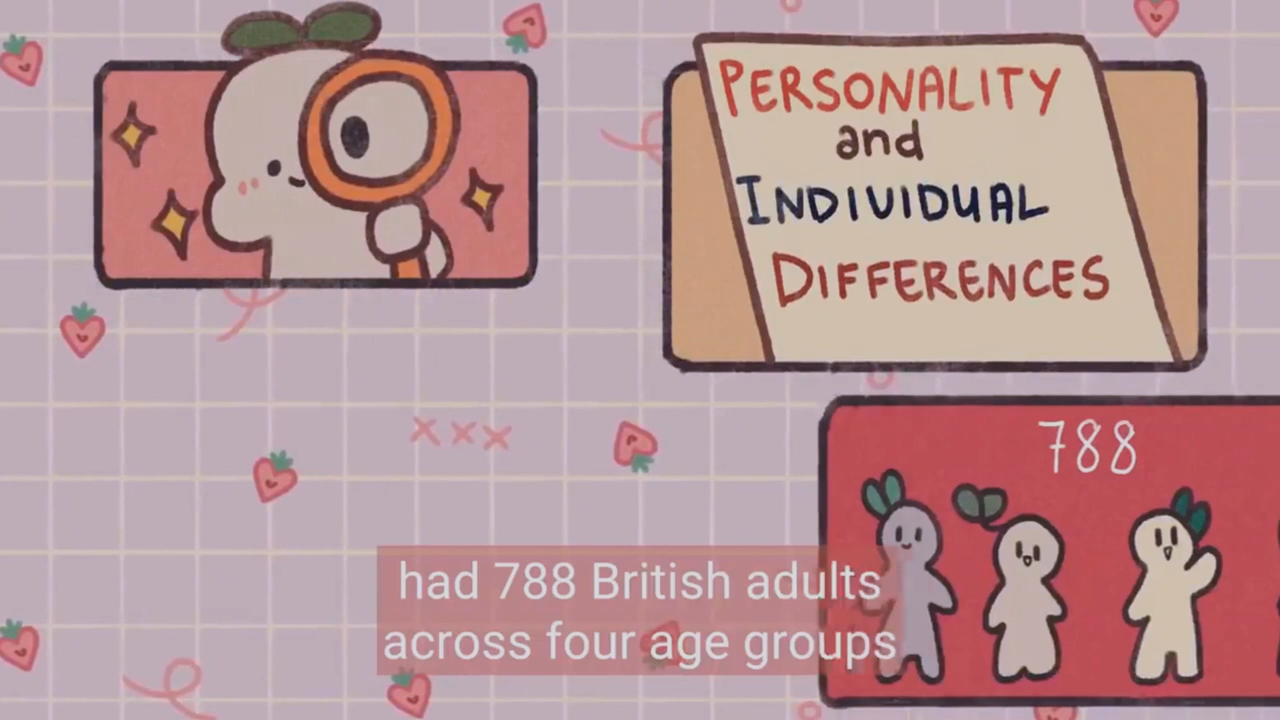 PERSONALITY
and
INDIVIDUAL
DIFFERENCES
788
had 788 British adults
across four age groups